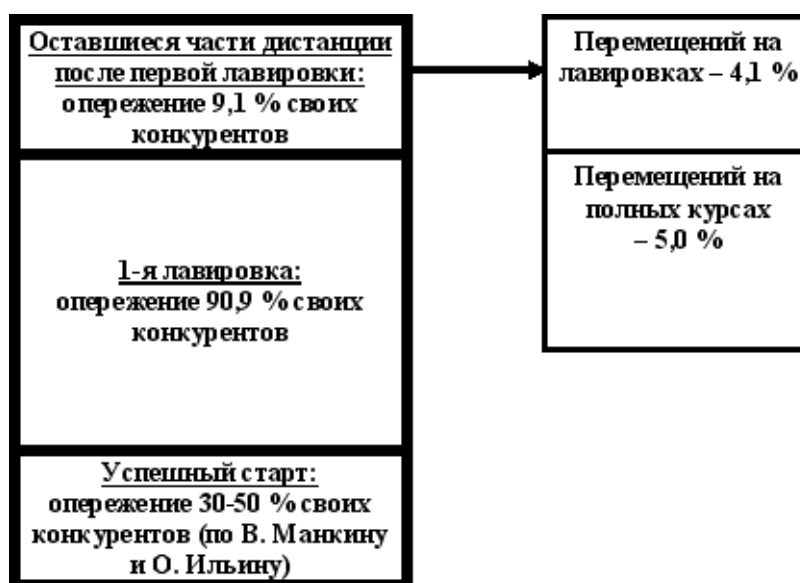 Оставшиеся части дистанции
после первой лавировки:
опережение 9,1 % своих
конкурентов
Перемещений на
лавировках – 4,1 %
Перемещений на
полных курсах
– 5,0 %
1-я лавировка:
опережение 90,9 % своих
конкурентов
Успешный старт:
опережение 30-50 % своих
конкурентов (по В. Манкину
и О. Ильину)